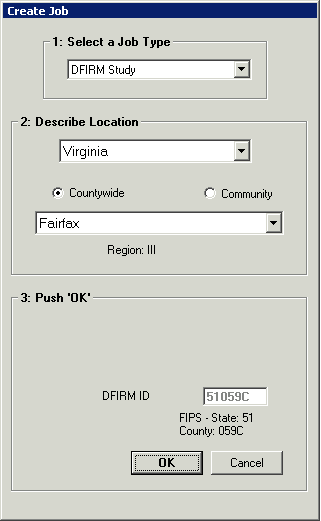 Create Job
1: Select a Job Type
DFIRM Study
2: Describe Location
Virginia
Countywide
Community
Fairfax
Region: III
3: Push 'OK'
DFIRM ID
51059C
FIPS - State: 51
County: 059C
OK
Cancel